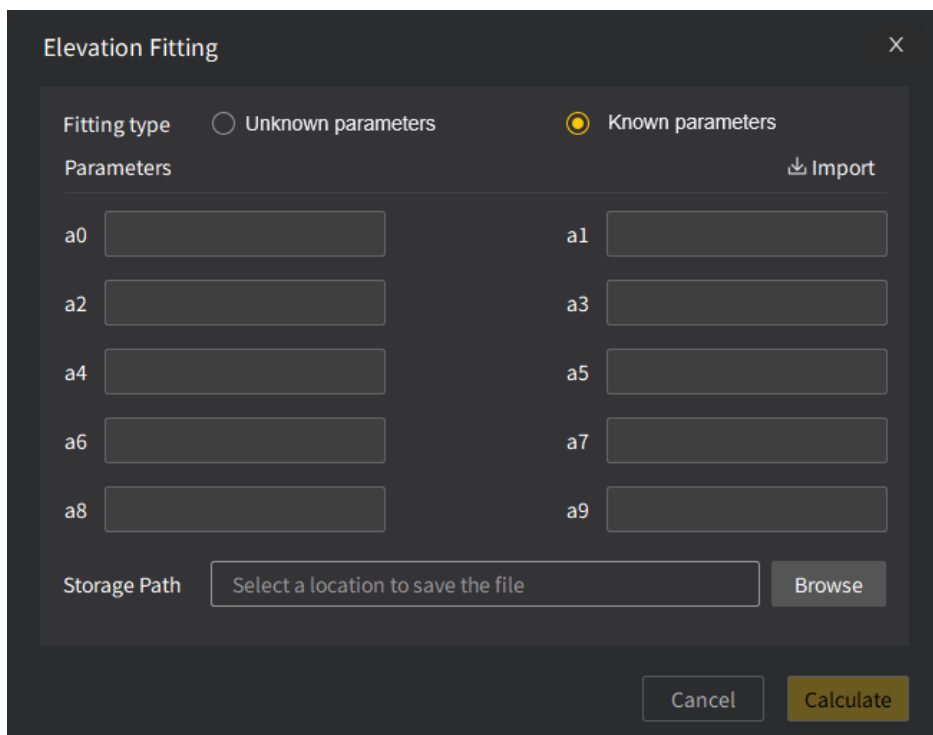 Elevation Fitting X
Fitting type Unknown parameters Known parameters
Parameters Import
a0 a1
a2 a3
a4 a5
a6 a7
a8 a9
Storage Path Select a location to save the file Browse
Cancel Calculate